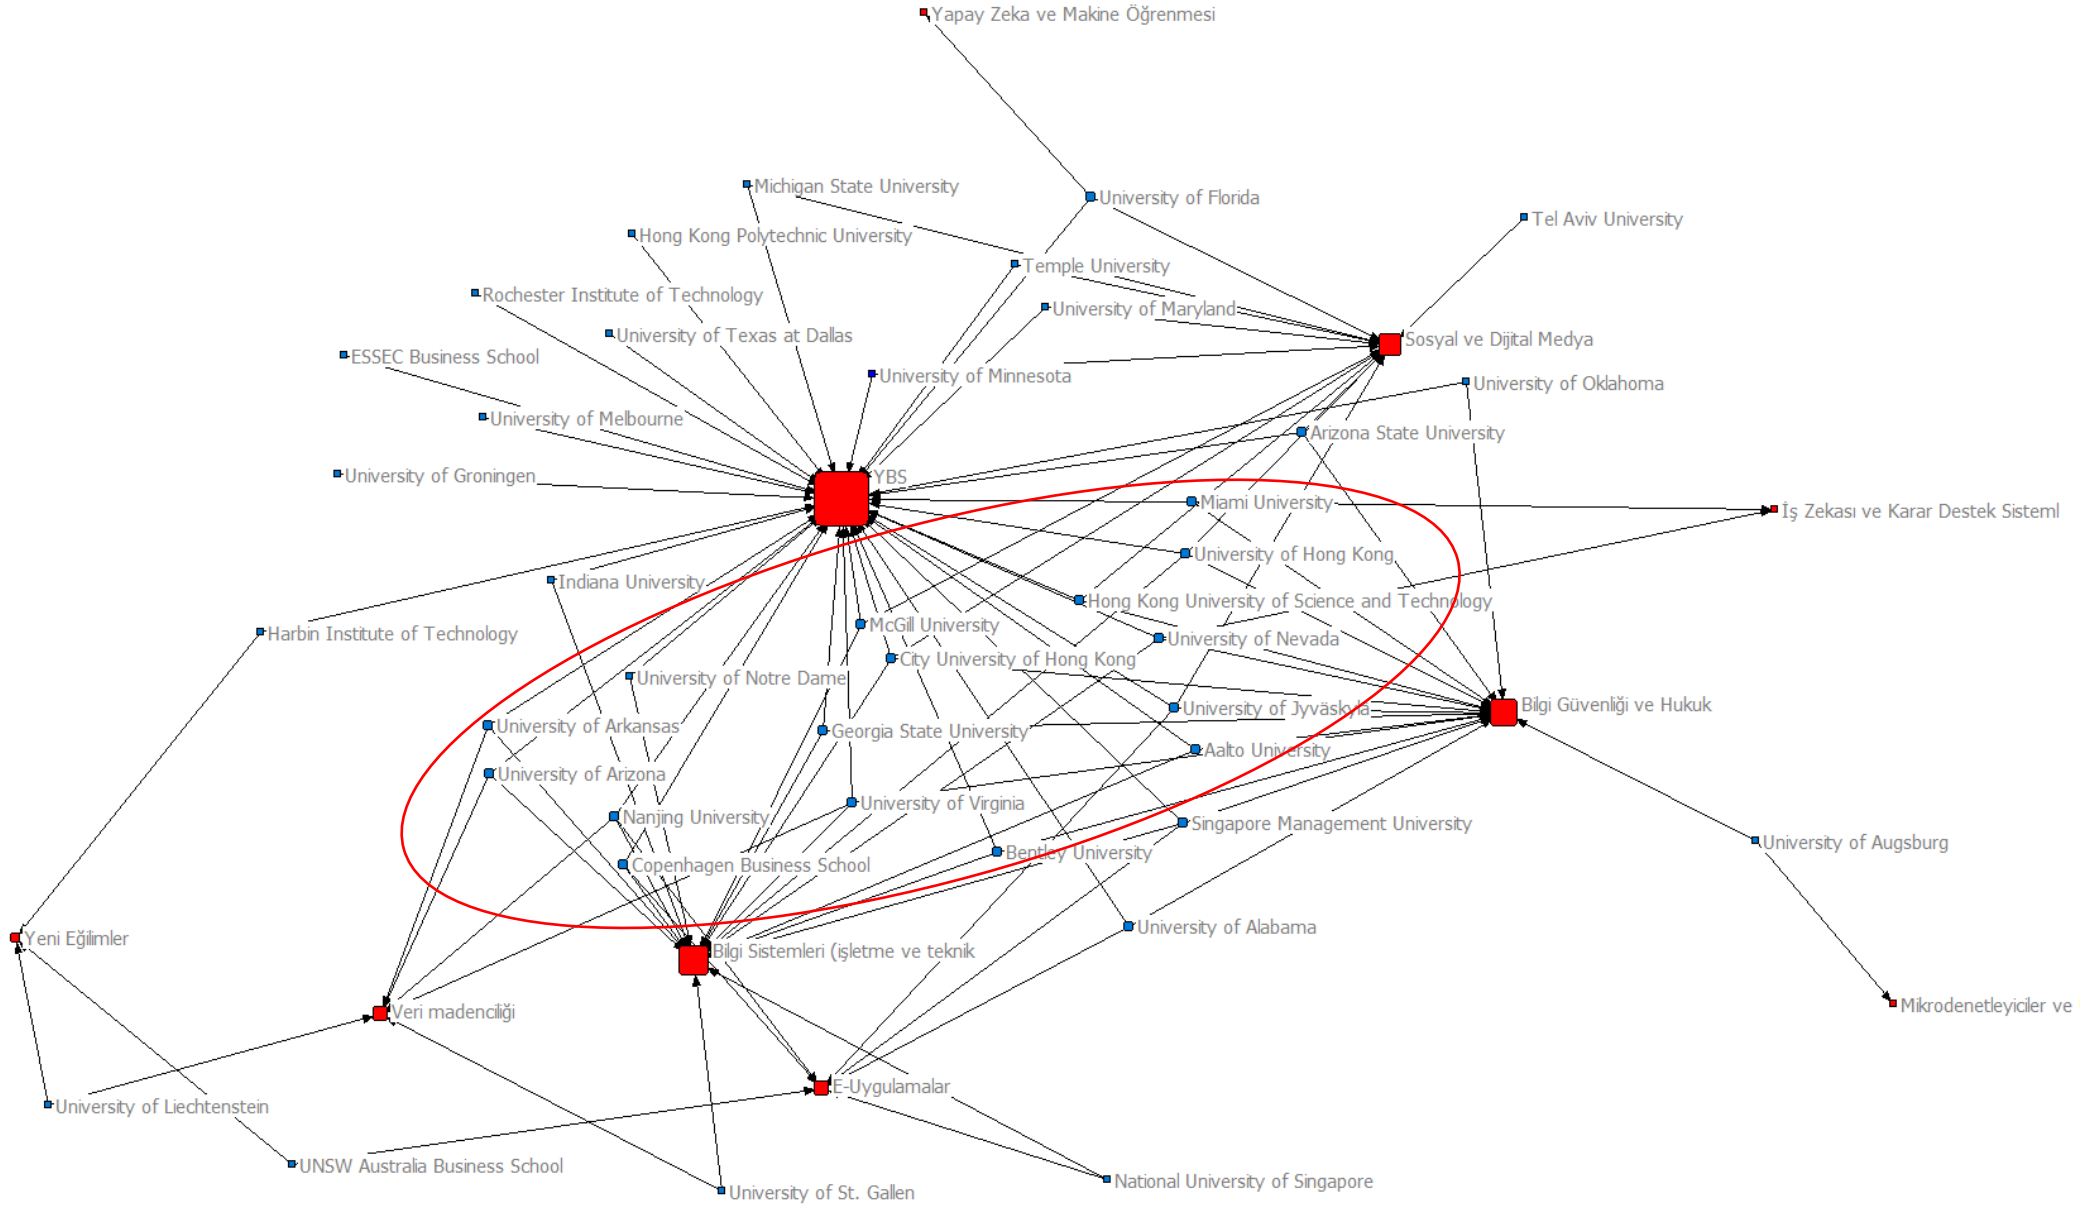 Yapay Zeka ve Makine Öğrenmesi
Michigan State University
University of Florida
Tel Aviv University
Hong Kong Polytechnic University
Temple University
Rochester Institute of Technology
University of Maryland
University of Texas at Dallas
Sosyal ve Dijital Medya
ESSEC Business School
University of Minnesota
University of Oklahoma
University of Melbourne
Arizona State University
University of Groningen
YBS
Miami University
İş Zekası ve Karar Destek Sisteml
University of Hong Kong
Indiana University
Hong Kong University of Science and Technology
McGill University
Harbin Institute of Technology
University of Nevada
City University of Hong Kong
University of Notre Dame
University of Jyväskyla
Bilgi Güvenliği ve Hukuk
University of Arkansas
Georgia State University
Aalto University
University of Arizona
University of Virginia
Nanjing University
Singapore Management University
University of Augsburg
Bentley University
Copenhagen Business School
University of Alabama
Yeni Eğilimler
Bilgi Sistemleri (işletme ve teknik
Mikrodenetleyiciler ve
Veri madenciliği
E-Uygulamalar
University of Liechtenstein
UNSW Australia Business School
National University of Singapore
University of St. Gallen